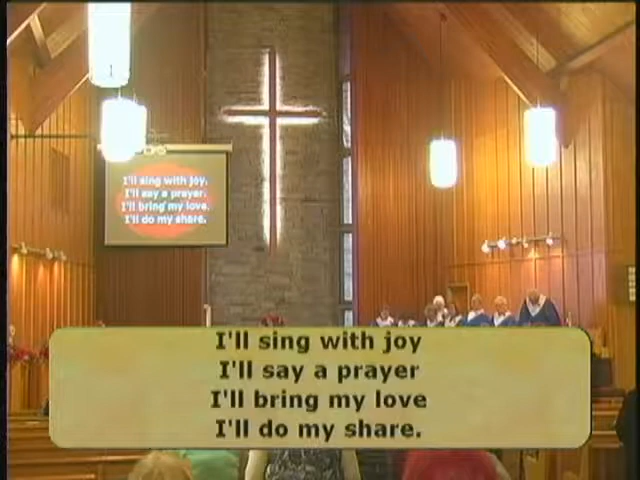 I'll sing with joy.
I'll say a prayer.
I'll bring my love.
I'll do my share.
I'll sing with joy
I'll say a prayer
I'll bring my love
I'll do my share.